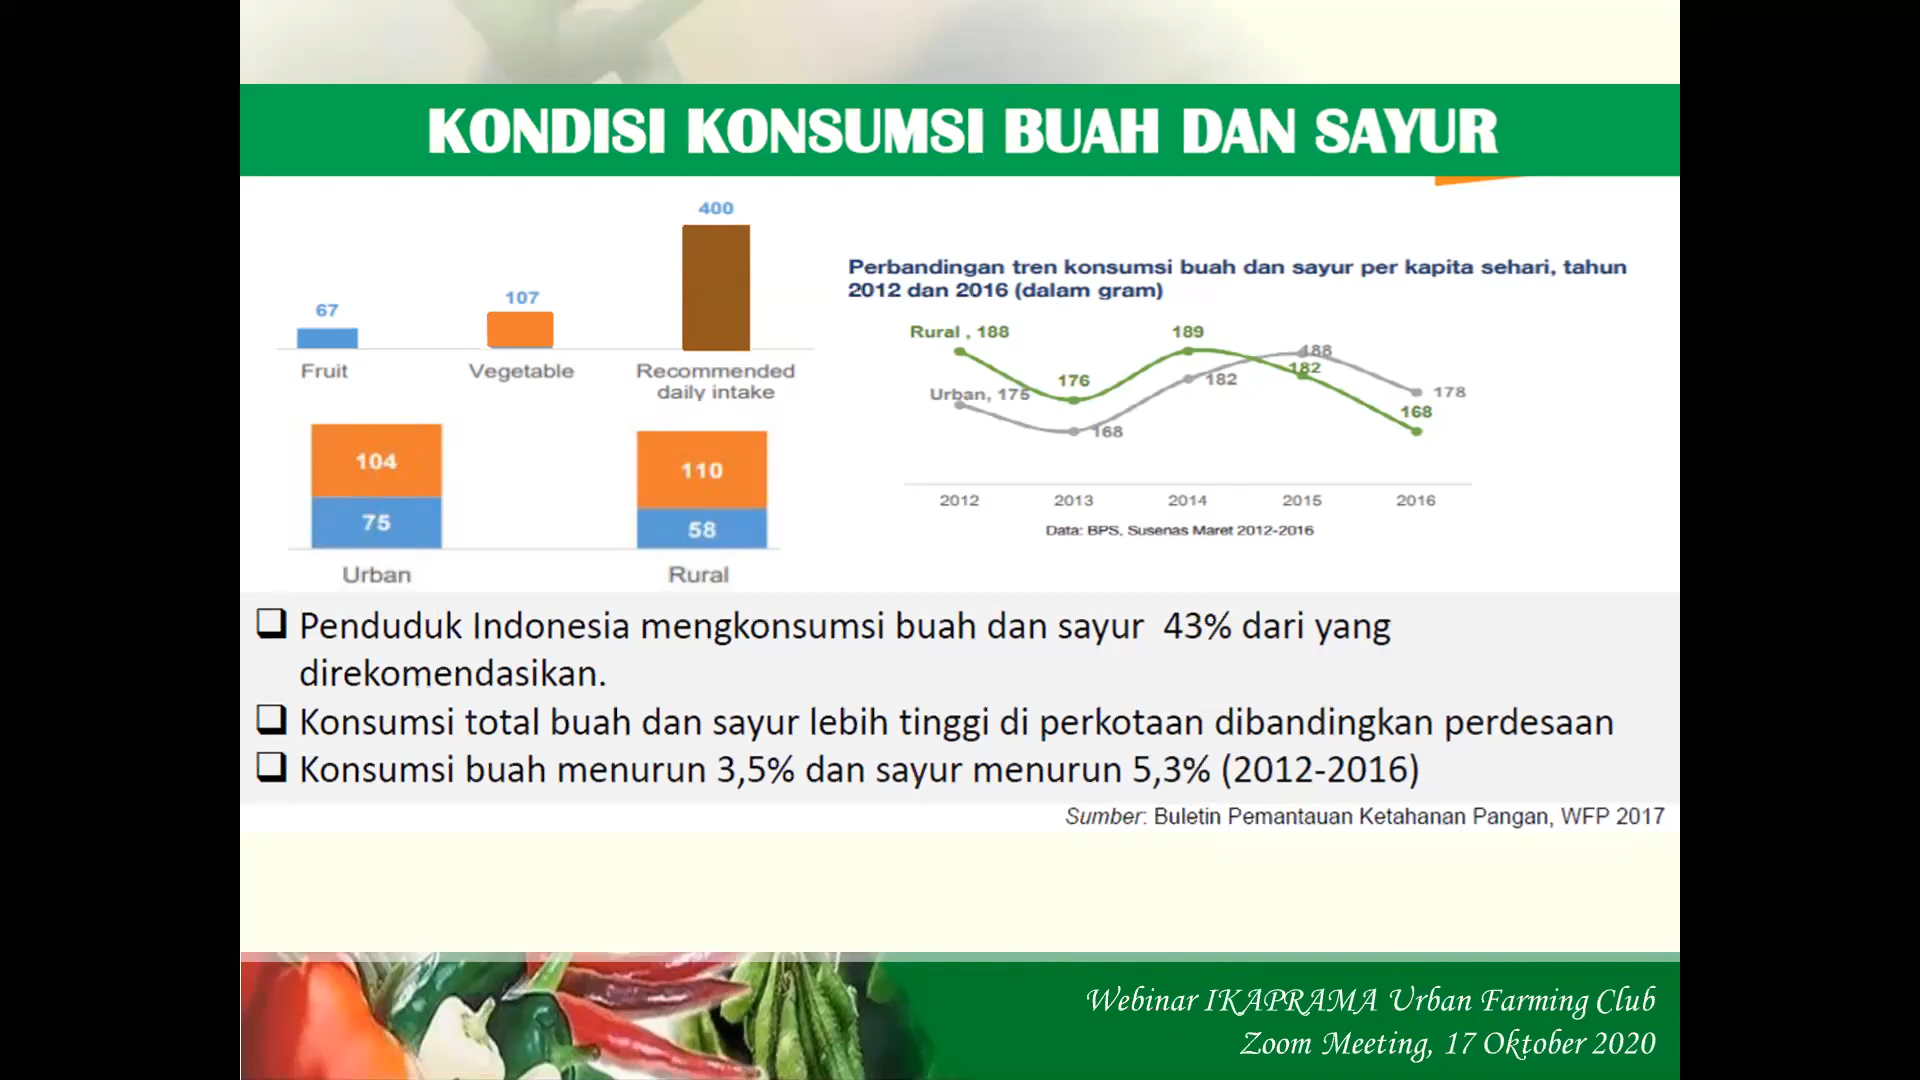 KONDISI KONSUMSI BUAH DAN SAYUR
400
107
67
Fruit
Vegetable
Recommended
daily intake
104
110
75
58
Urban
Rural
Perbandingan tren konsumsi buah dan sayur per kapita sehari, tahun
2012 dan 2016 (dalam gram)
Rural , 188
189
188
176
182
182
Urban, 175
178
168
168
2012
2013
2014
2015
2016
Data: BPS, Susenas Maret 2012-2016
❑ Penduduk Indonesia mengkonsumsi buah dan sayur 43% dari yang
direkomendasikan.
❑ Konsumsi total buah dan sayur lebih tinggi di perkotaan dibandingkan perdesaan
❑ Konsumsi buah menurun 3,5% dan sayur menurun 5,3% (2012-2016)
Sumber: Buletin Pemantauan Ketahanan Pangan, WFP 2017
Webinar IKAPRAMA Urban Farming Club
Zoom Meeting, 17 Oktober 2020